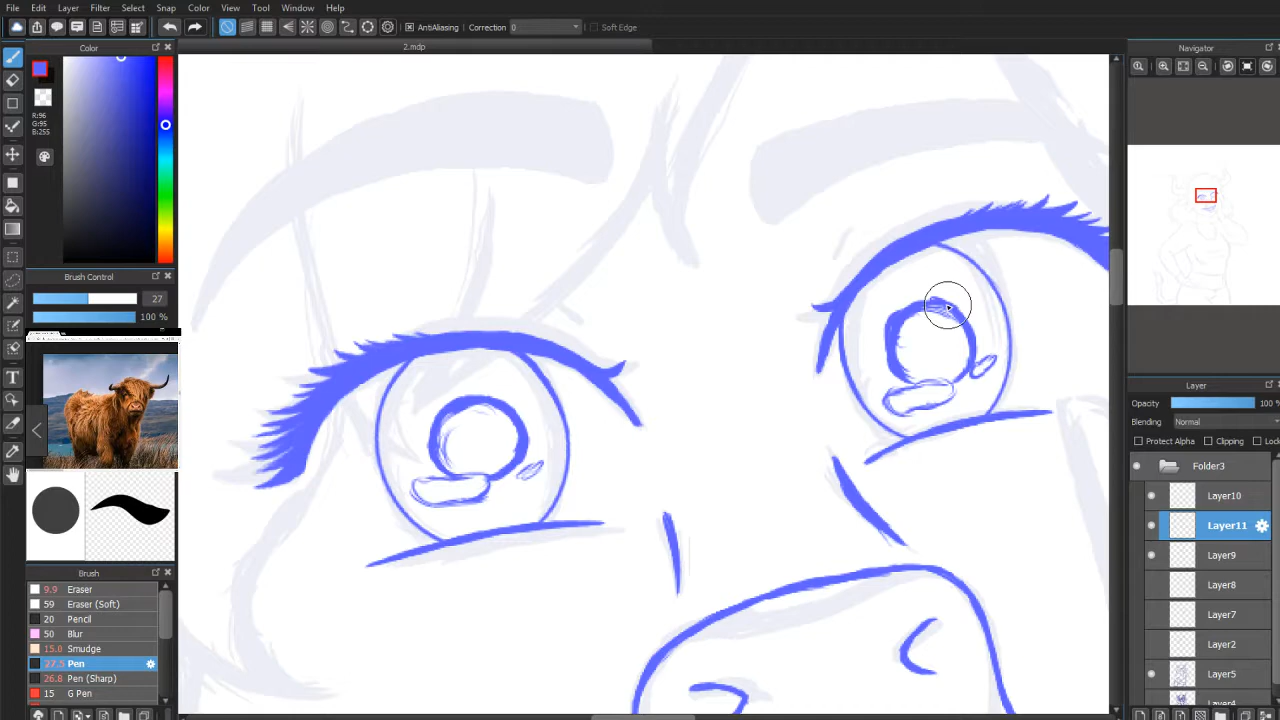 File Edit Layer Filter Select Snap Color View Tool Window Help
AntiAliasing Correction 0 Soft Edge
Color
2.mdp
Navigator
R:96
G:95
B:255
Brush Control
27
100 %
Brush
9.9 Eraser
59 Eraser (Soft)
20 Pencil
50 Blur
15.0 Smudge
27.5 Pen
26.8 Pen (Sharp)
15 G Pen
Layer
Opacity 100 %
Blending Normal
Protect Alpha Clipping Lock
Folder3
Layer10
Layer11
Layer9
Layer8
Layer7
Layer2
Layer5
Layer4